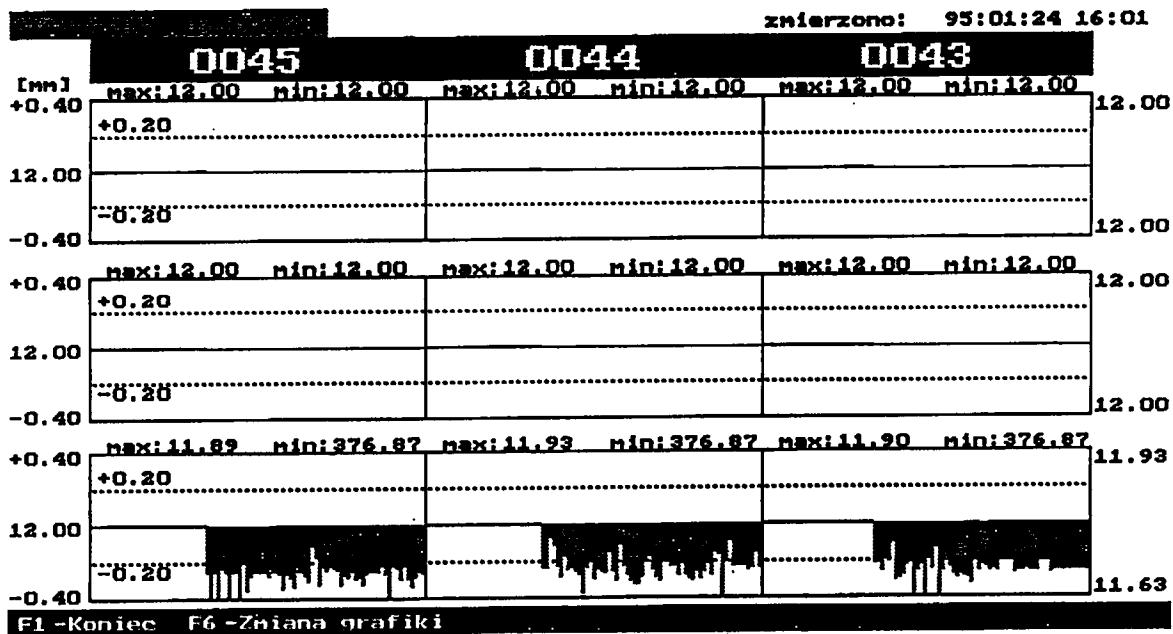 zmierzono: 95:01:24 16:01
0045 0044 0043
[mm]
max:12.00 min:12.00 max:12.00 min:12.00 max:12.00 min:12.00
+0.40 12.00
+0.20
12.00
-0.20
-0.40 12.00
max:12.00 min:12.00 max:12.00 min:12.00 max:12.00 min:12.00
+0.40 12.00
+0.20
12.00
-0.20
-0.40 12.00
max:11.89 min:376.87 max:11.93 min:376.87 max:11.90 min:376.87
+0.40 11.93
+0.20
12.00
-0.20
-0.40 11.63
F1-Koniec F6-Zmiana grafiki